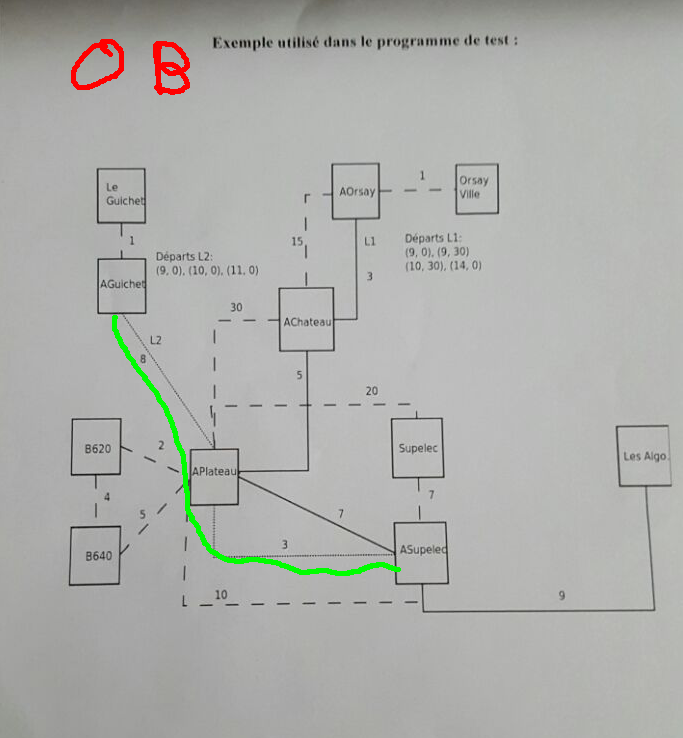 O B
Exemple utilisé dans le programme de test :
Le
Guichet
AOrsay
1
Orsay
Ville
1
15
L1
Départs L1:
(9, 0), (9, 30)
(10, 30), (14, 0)
Départs L2:
(9, 0), (10, 0), (11, 0)
3
AGuichet
30
AChateau
L2
8
5
20
B620
2
Supelec
Les Algo.
APlateau
4
5
7
7
3
ASupelec
B640
10
9